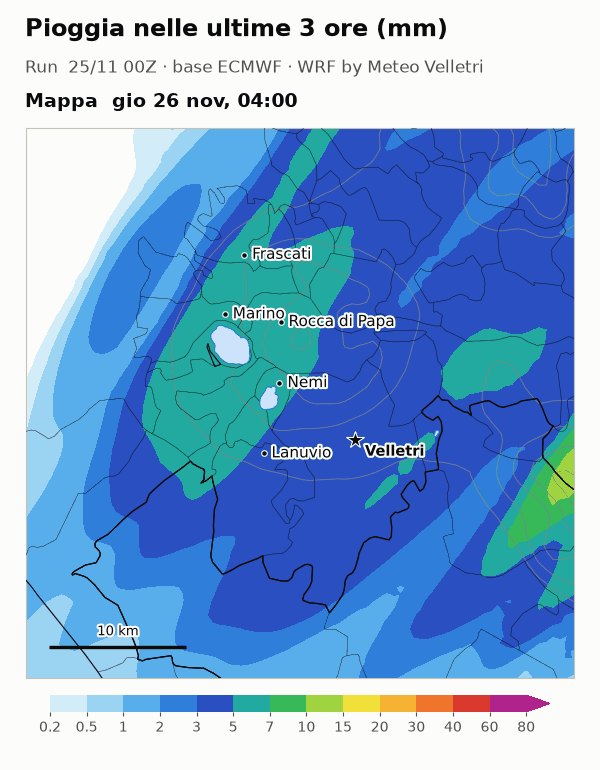 Pioggia nelle ultime 3 ore (mm)
Run 25/11 00Z · base ECMWF · WRF by Meteo Velletri
Mappa gio 26 nov, 04:00
Frascati
Marino
Rocca di Papa
Nemi
Velletri
Lanuvio
10 km
0.2 0.5 1 2 3 5 7 10 15 20 30 40 60 80